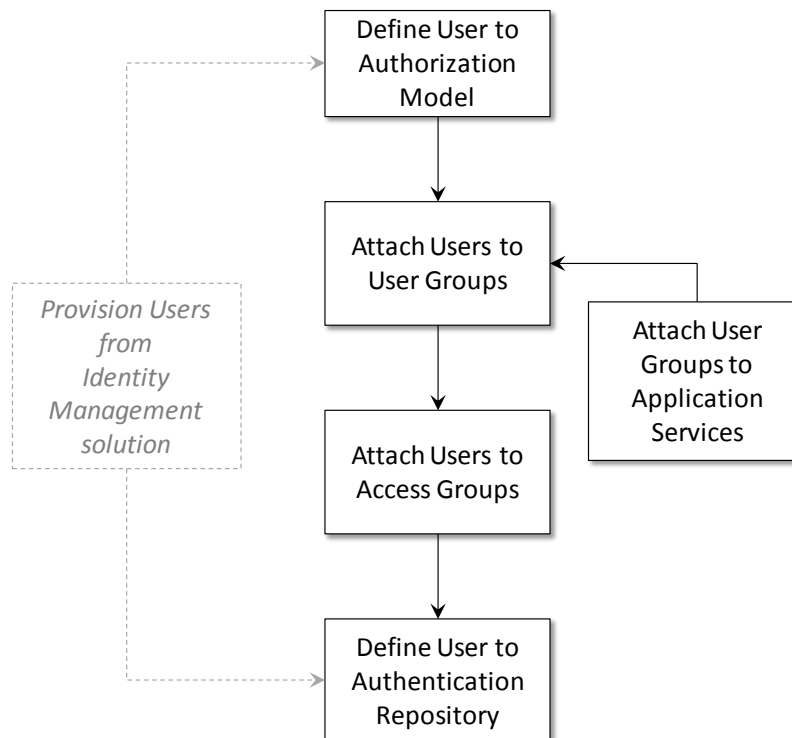 Define User to
Authorization
Model
Attach Users to
User Groups
Provision Users
from
Identity
Management
solution
Attach User
Groups to
Application
Services
Attach Users to
Access Groups
Define User to
Authentication
Repository